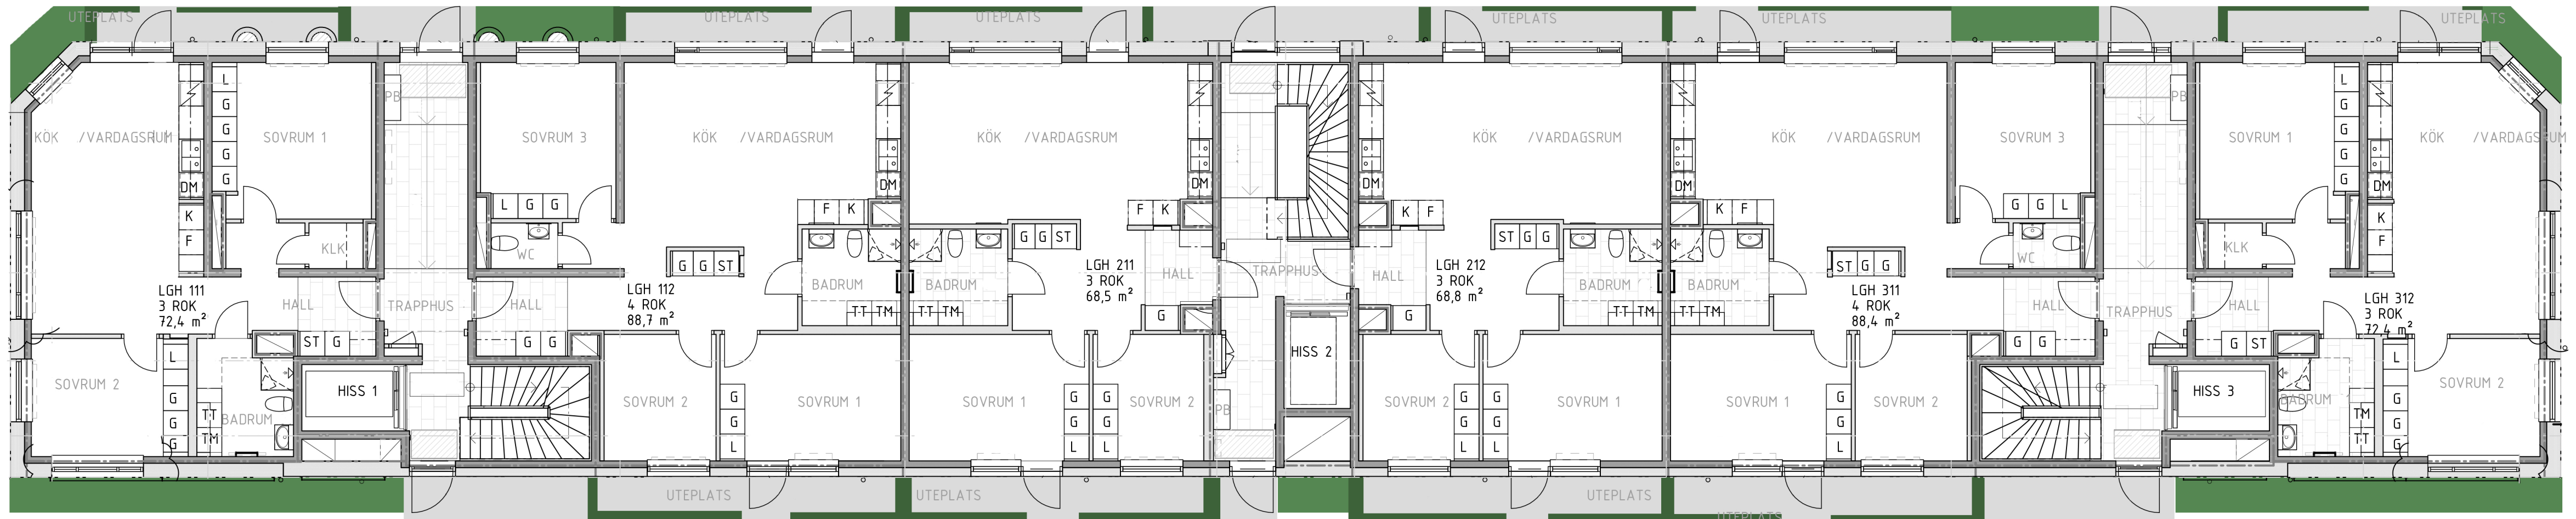 UTEPLATS
UTEPLATS
UTEPLATS
UTEPLATS
UTEPLATS
UTEPLATS
KÖK /VARDAGSRUM
DM
K
F
L
G
G
G
G
SOVRUM 1
KLK
LGH 111
3 ROK
72,4 m²
HALL
ST G
SOVRUM 2
L
G
G
G
TT
TM
BADRUM
HISS 1
PB
TRAPPHUS
SOVRUM 3
L G G
WC
HALL
G G
KÖK /VARDAGSRUM
DM
F K
G G ST
BADRUM
TT TM
LGH 112
4 ROK
88,7 m²
SOVRUM 2
G
G
L
SOVRUM 1
KÖK /VARDAGSRUM
DM
F K
G G ST
BADRUM
TT TM
LGH 211
3 ROK
68,5 m²
HALL
G
SOVRUM 1
G
G
L
G
G
L
SOVRUM 2
TRAPPHUS
HISS 2
PB
KÖK /VARDAGSRUM
DM
K F
ST G G
BADRUM
TT TM
LGH 212
3 ROK
68,8 m²
HALL
G
SOVRUM 2
G
G
L
G
G
L
SOVRUM 1
KÖK /VARDAGSRUM
DM
K F
ST G G
BADRUM
TT TM
LGH 311
4 ROK
88,4 m²
SOVRUM 1
G
G
L
SOVRUM 2
SOVRUM 3
G G L
WC
HALL
G G
PB
TRAPPHUS
HISS 3
SOVRUM 1
L
G
G
G
G
KLK
HALL
G ST
KÖK /VARDAGSRUM
DM
K
F
LGH 312
3 ROK
72,4 m²
BADRUM
TM
TT
L
G
G
G
SOVRUM 2
UTEPLATS
UTEPLATS
UTEPLATS
UTEPLATS